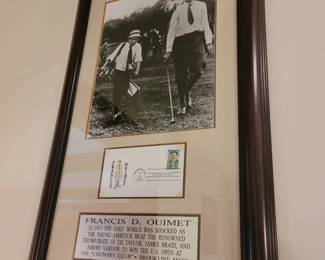 FRANCIS D. OUIMET
IN 1913 THE GOLF WORLD WAS SHOCKED AS
THE YOUNG AMATEUR BEAT THE RENOWNED
TRIUMVIRATE OF J.H. TAYLOR, JAMES BRAID, AND
HARRY VARDON TO WIN THE U.S. OPEN AT
THE "COUNTRY CLUB" • BROOKLINE MASS